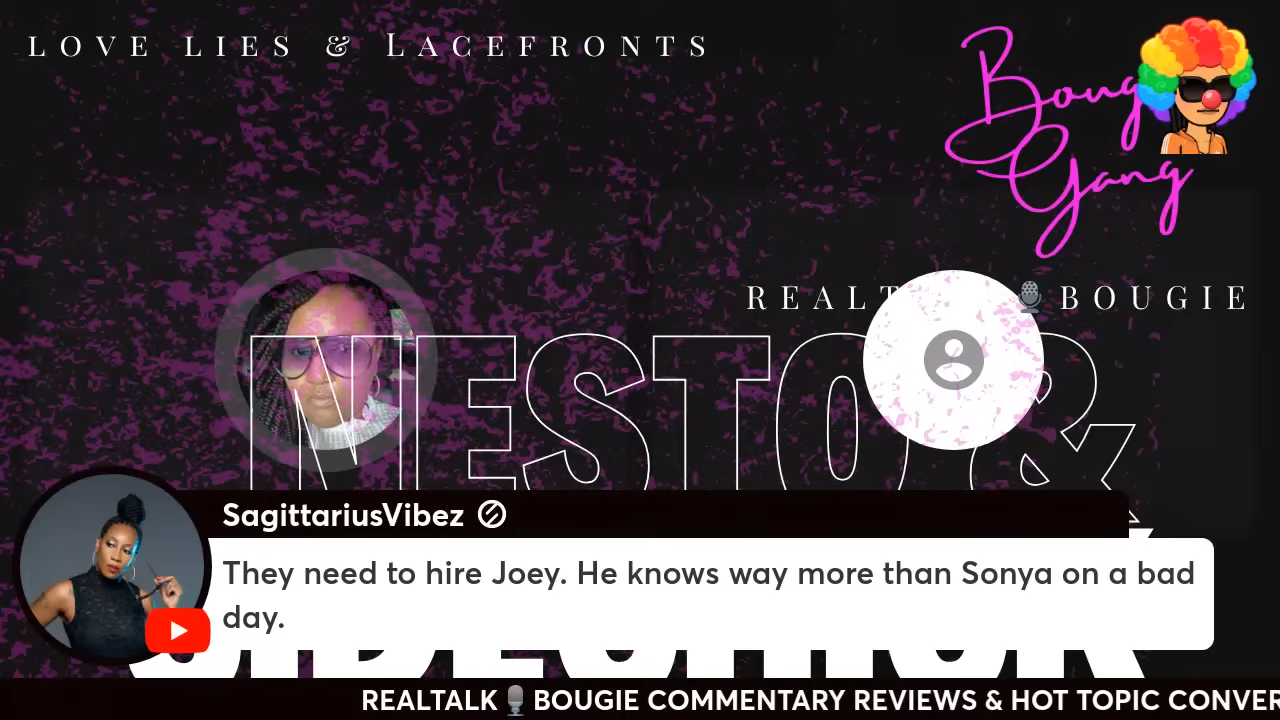 LOVE LIES & LACEFRONTS
Boug
Gang
REALT🎙BOUGIE
NESTO &
SagittariusVibez
They need to hire Joey. He knows way more than Sonya on a bad
day.
REALTALK🎙BOUGIE COMMENTARY REVIEWS & HOT TOPIC CONVER